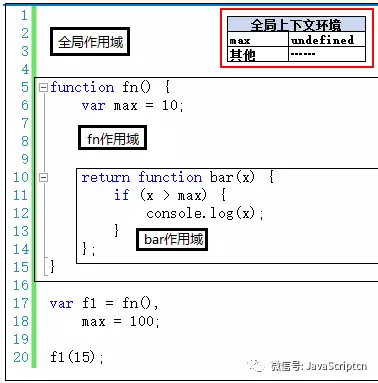 1
2
3 全局作用域
4
5 function fn() {
6 var max = 10;
7
8 fn作用域
9
10 return function bar(x) {
11 if (x > max) {
12 console.log(x);
13 }
bar作用域
14 };
15 }
16
17 var f1 = fn(),
18 max = 100;
19
20 f1(15);
全局上下文环境
max undefined
其他 ------
微信号: JavaScriptcn